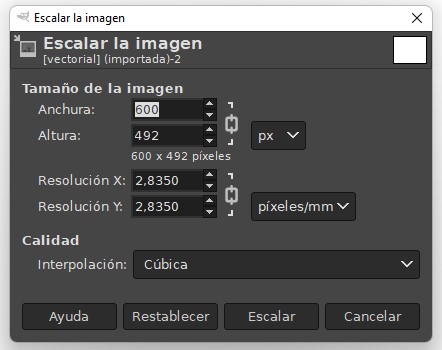 Escalar la imagen
Escalar la imagen
[vectorial] (importada)-2
Tamaño de la imagen
Anchura: 600
Altura: 492 px
600 x 492 píxeles
Resolución X: 2,8350
Resolución Y: 2,8350 píxeles/mm
Calidad
Interpolación: Cúbica
Ayuda Restablecer Escalar Cancelar